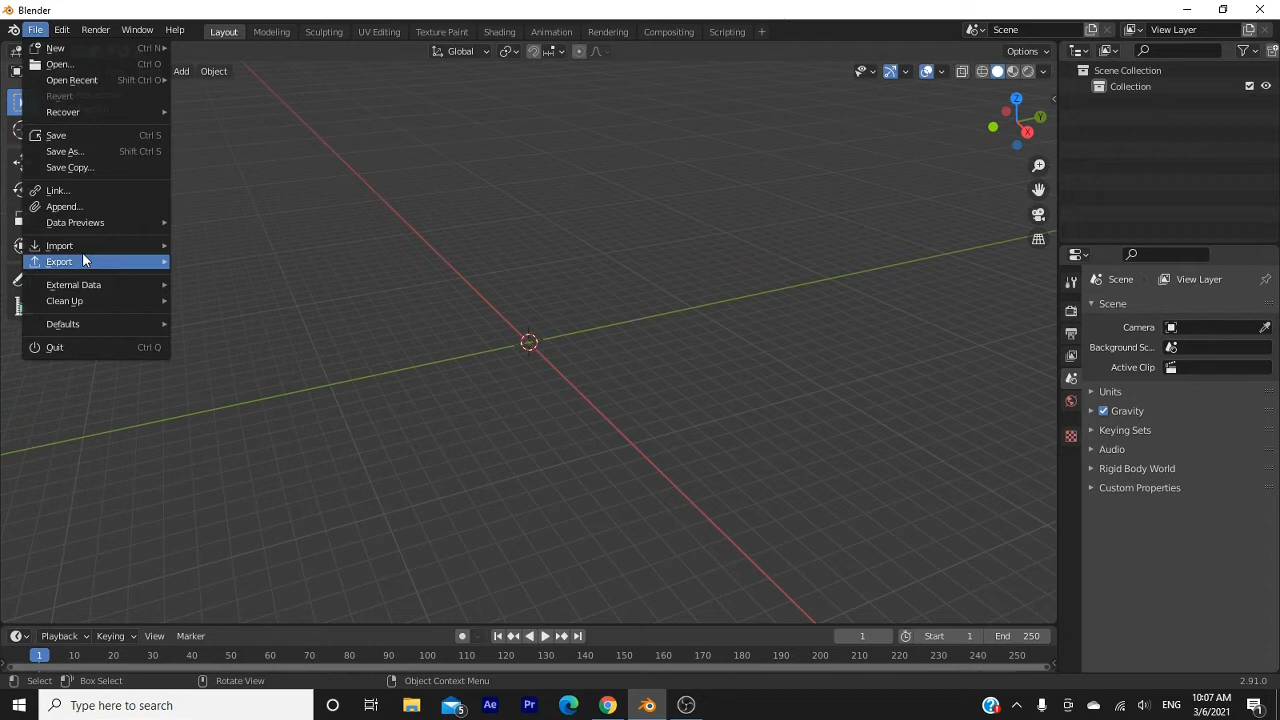 Blender
File Edit Render Window Help Layout Modeling Sculpting UV Editing Texture Paint Shading Animation Compositing Rendering Scripting + Scene View Layer
Global Options
Add Object
New Ctrl N
Open... Ctrl O
Open Recent Shift Ctrl O
Revert
Recover
Save Ctrl S
Save As... Shift Ctrl S
Save Copy...
Link...
Append...
Data Previews
Import
Export
External Data
Clean Up
Defaults
Quit Ctrl Q
Z
Y
X
Scene Collection
Collection
Scene View Layer
Scene
Camera
Background Sc...
Active Clip
Units
Gravity
Keying Sets
Audio
Rigid Body World
Custom Properties
Playback Keying View Marker 1 Start 1 End 250
1 10 20 30 40 50 60 70 80 90 100 110 120 130 140 150 160 170 180 190 200 210 220 230 240 250
Select Box Select Rotate View Object Context Menu 2.91.0
Type here to search 5 Ae Pr ENG 10:07 AM
3/6/2021 1